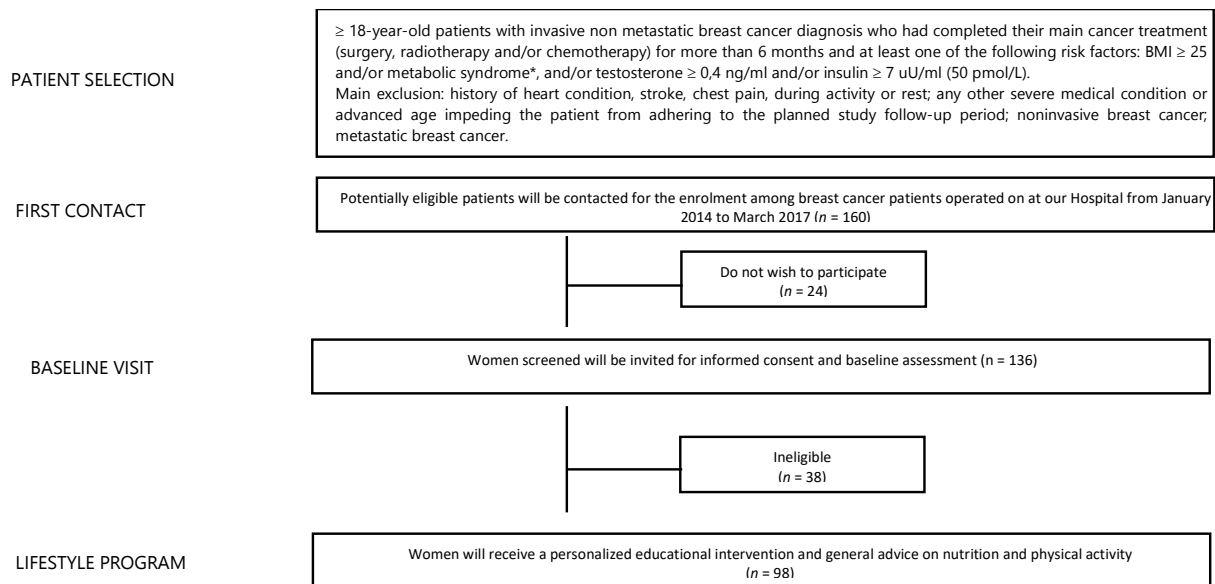 ≥ 18-year-old patients with invasive non metastatic breast cancer diagnosis who had completed their main cancer treatment
(surgery, radiotherapy and/or chemotherapy) for more than 6 months and at least one of the following risk factors: BMI ≥ 25
and/or metabolic syndrome*, and/or testosterone ≥ 0,4 ng/ml and/or insulin ≥ 7 uU/ml (50 pmol/L).
Main exclusion: history of heart condition, stroke, chest pain, during activity or rest; any other severe medical condition or
advanced age impeding the patient from adhering to the planned study follow-up period; noninvasive breast cancer;
metastatic breast cancer.
PATIENT SELECTION
FIRST CONTACT
Potentially eligible patients will be contacted for the enrolment among breast cancer patients operated on at our Hospital from January
2014 to March 2017 (n = 160)
Do not wish to participate
(n = 24)
BASELINE VISIT
Women screened will be invited for informed consent and baseline assessment (n = 136)
Ineligible
(n = 38)
LIFESTYLE PROGRAM
Women will receive a personalized educational intervention and general advice on nutrition and physical activity
(n = 98)